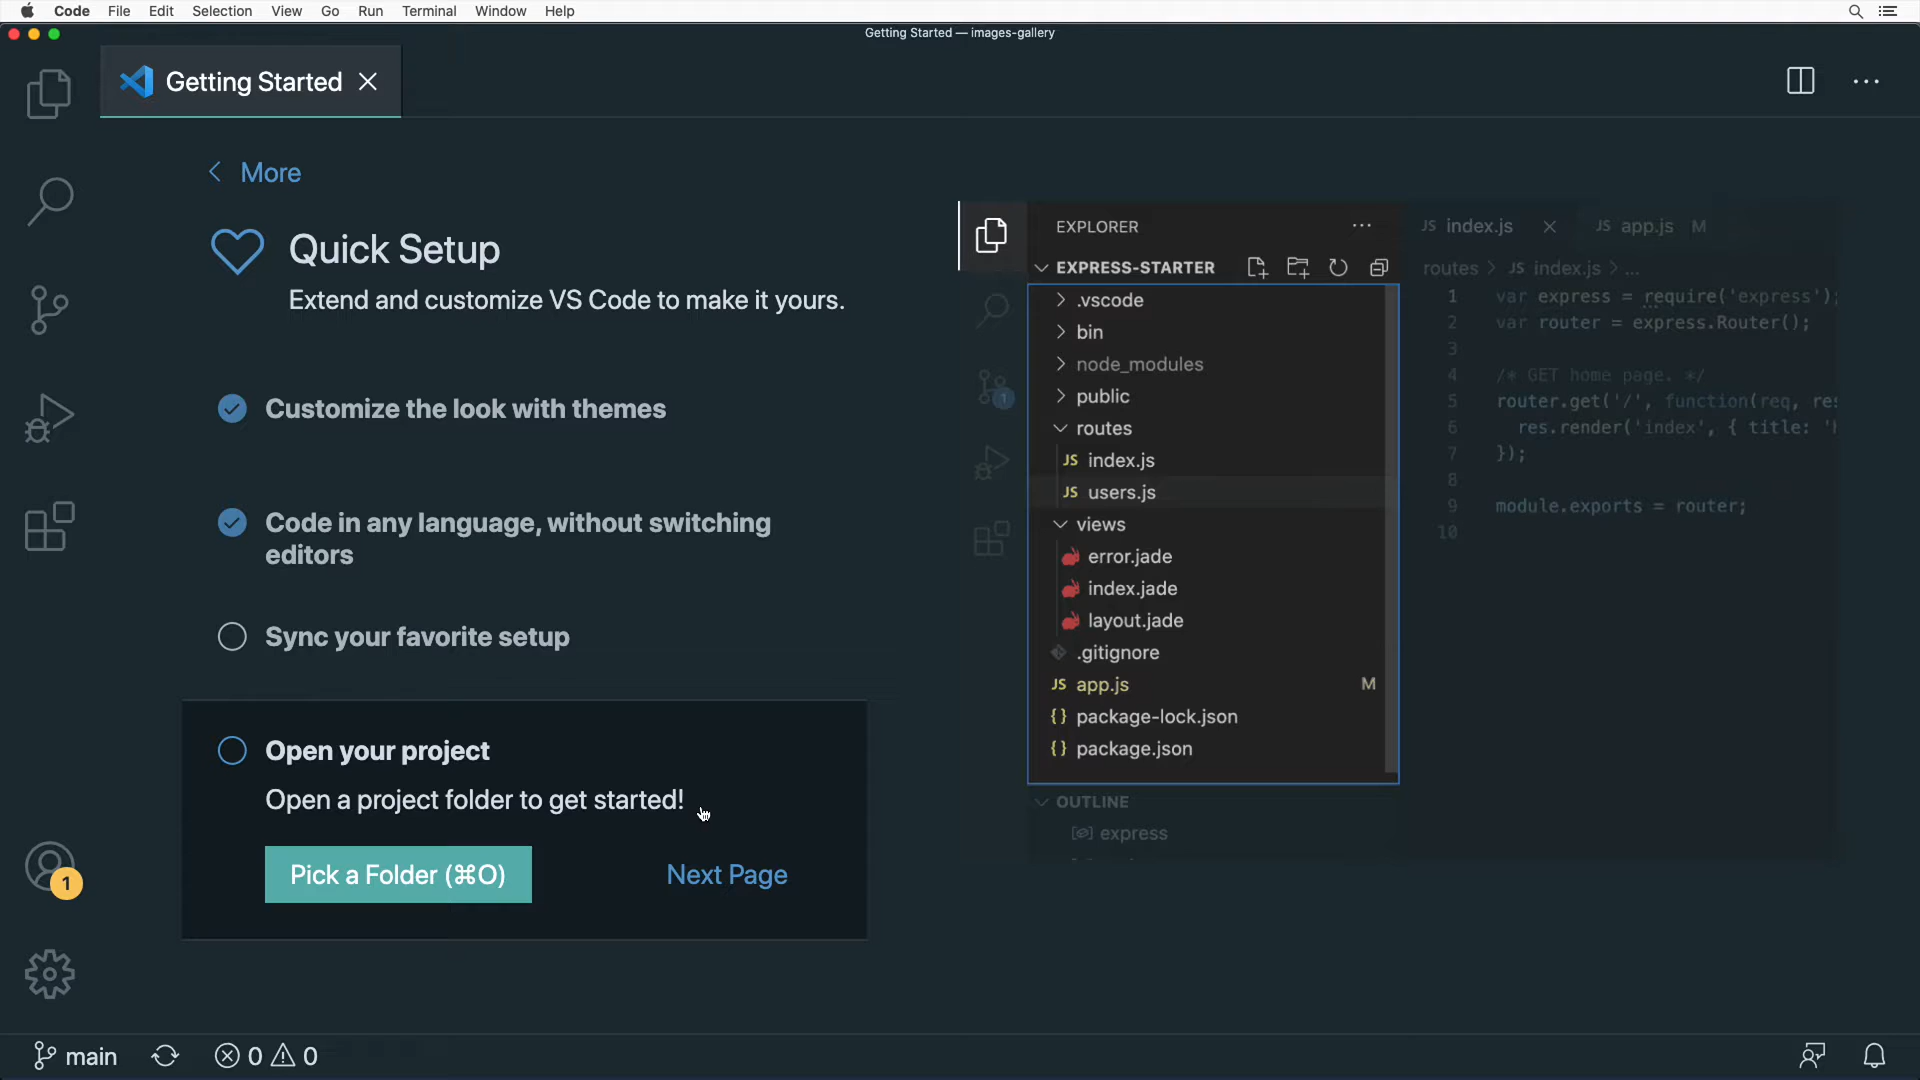 Code File Edit Selection View Go Run Terminal Window Help
Getting Started — images-gallery
Getting Started
More
Quick Setup
Extend and customize VS Code to make it yours.
Customize the look with themes
Code in any language, without switching
editors
Sync your favorite setup
Open your project
Open a project folder to get started!
Pick a Folder (⌘O)
Next Page
1
EXPLORER
EXPRESS-STARTER
.vscode
bin
node_modules
public
routes
JS index.js
JS users.js
views
error.jade
index.jade
layout.jade
.gitignore
JS app.js M
{} package-lock.json
{} package.json
OUTLINE
express
1
JS index.js
JS app.js M
routes > JS index.js > ...
1 var express = require('express');
2 var router = express.Router();
3
4 /* GET home page. */
5 router.get('/', function(req, res
6 res.render('index', { title: '
7 });
8
9 module.exports = router;
10
main 0 0